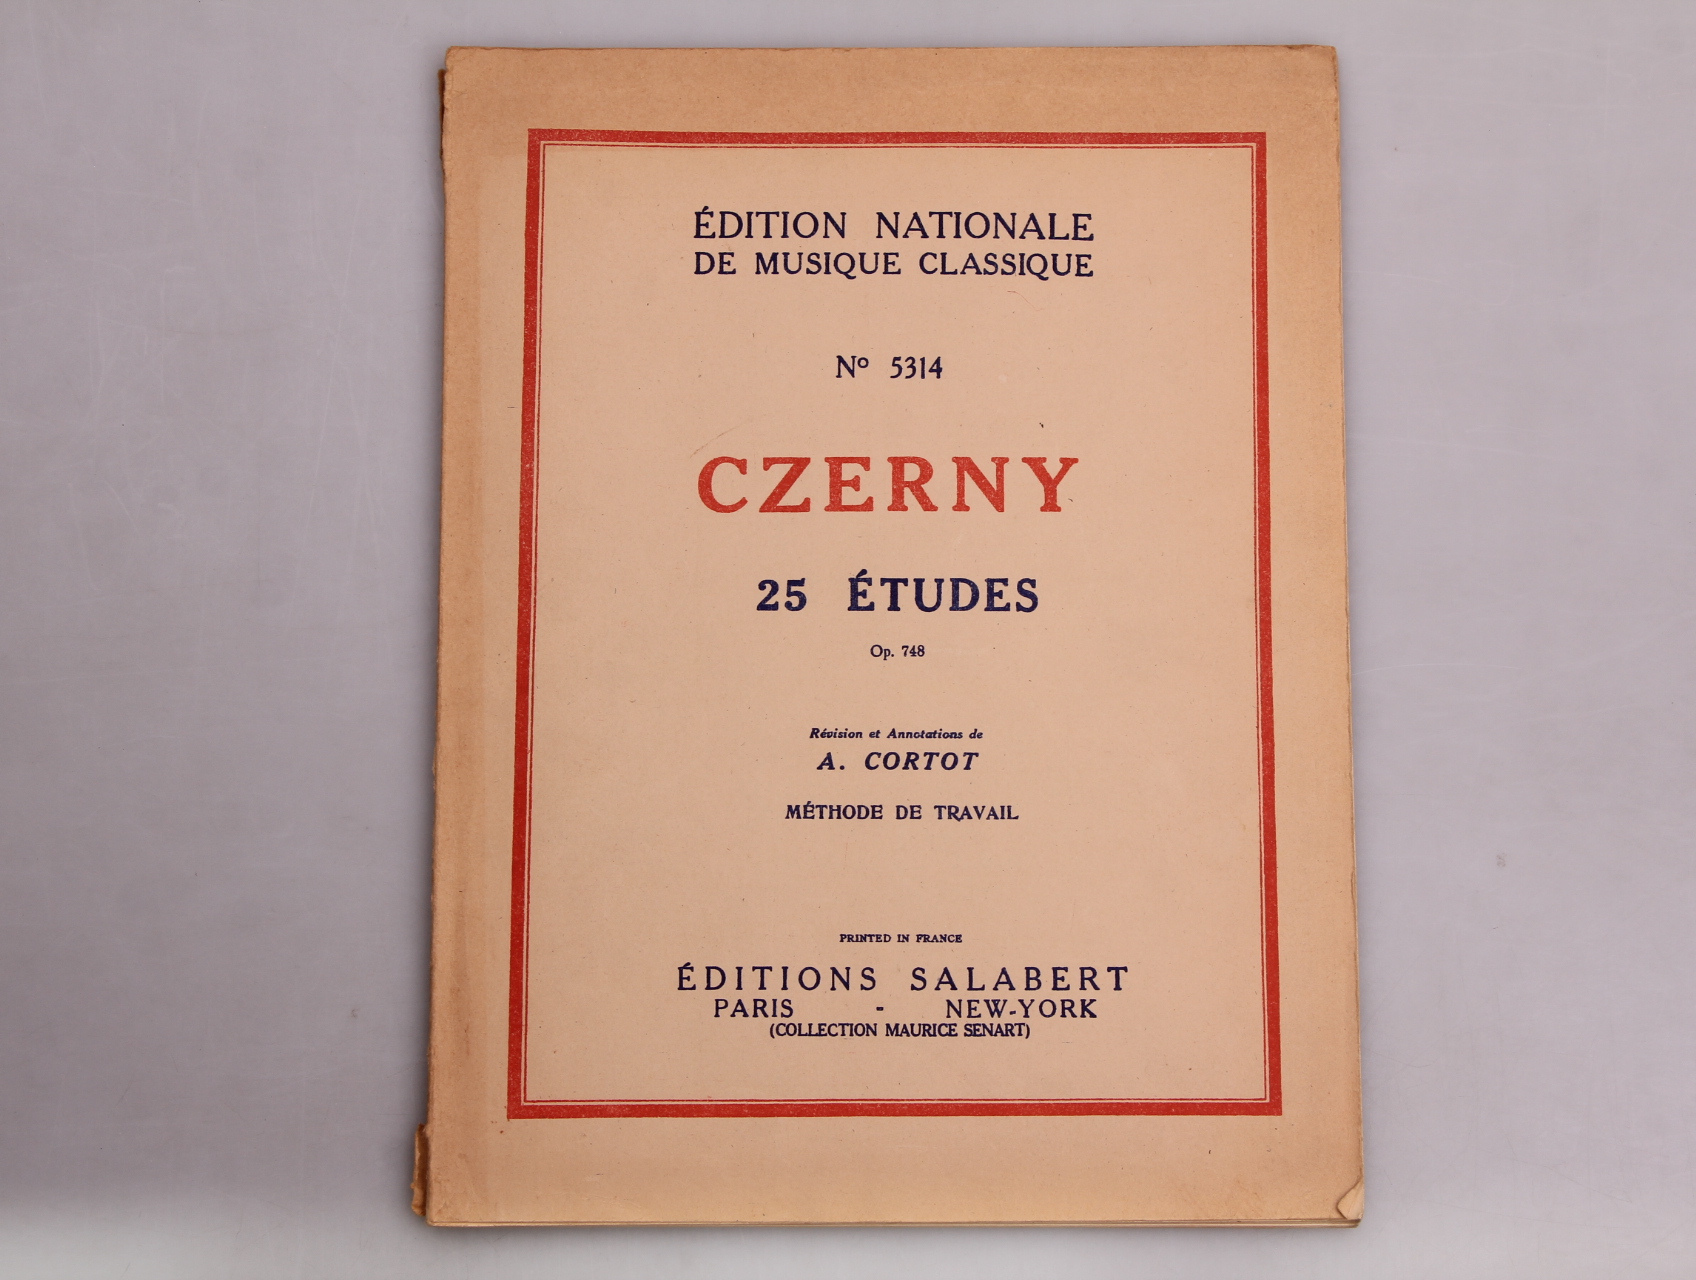 ÉDITION NATIONALE
DE MUSIQUE CLASSIQUE
Nº 5314
CZERNY
25 ÉTUDES
Op. 748
Révision et Annotations de
A. CORTOT
MÉTHODE DE TRAVAIL
PRINTED IN FRANCE
ÉDITIONS SALABERT
PARIS - NEW-YORK
(COLLECTION MAURICE SENART)